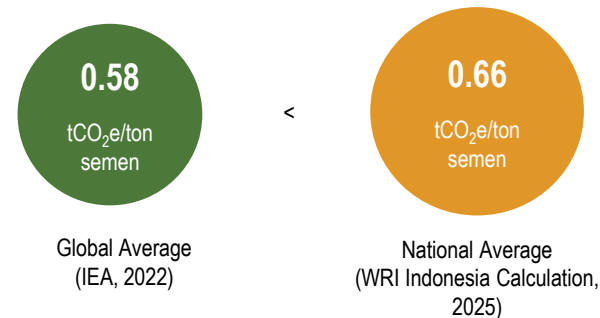 0.58
tCO₂e/ton
semen
<
0.66
tCO₂e/ton
semen
Global Average
(IEA, 2022)
National Average
(WRI Indonesia Calculation,
2025)